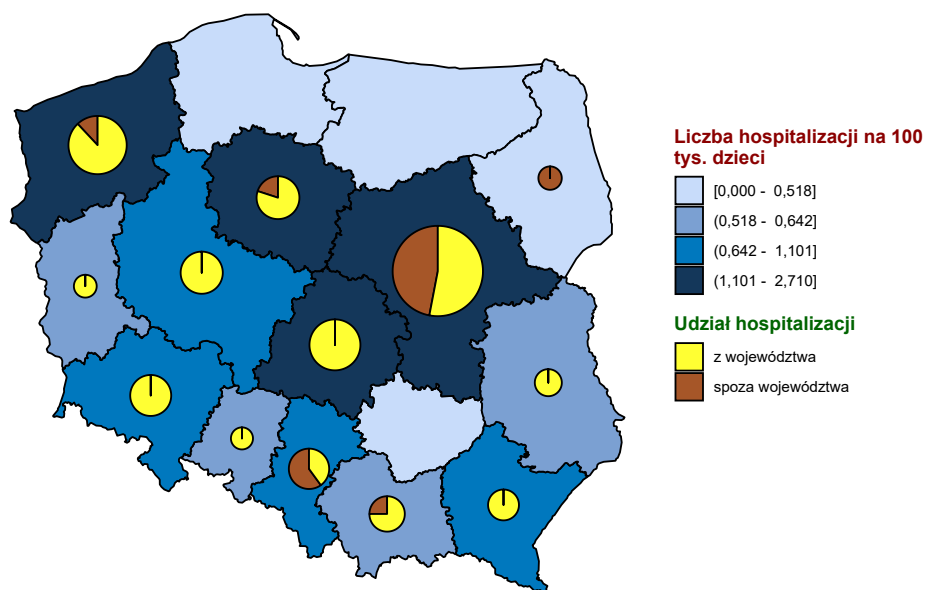 Liczba hospitalizacji na 100
tys. dzieci
[0,000 - 0,518]
(0,518 - 0,642]
(0,642 - 1,101]
(1,101 - 2,710]
Udział hospitalizacji
z województwa
spoza województwa